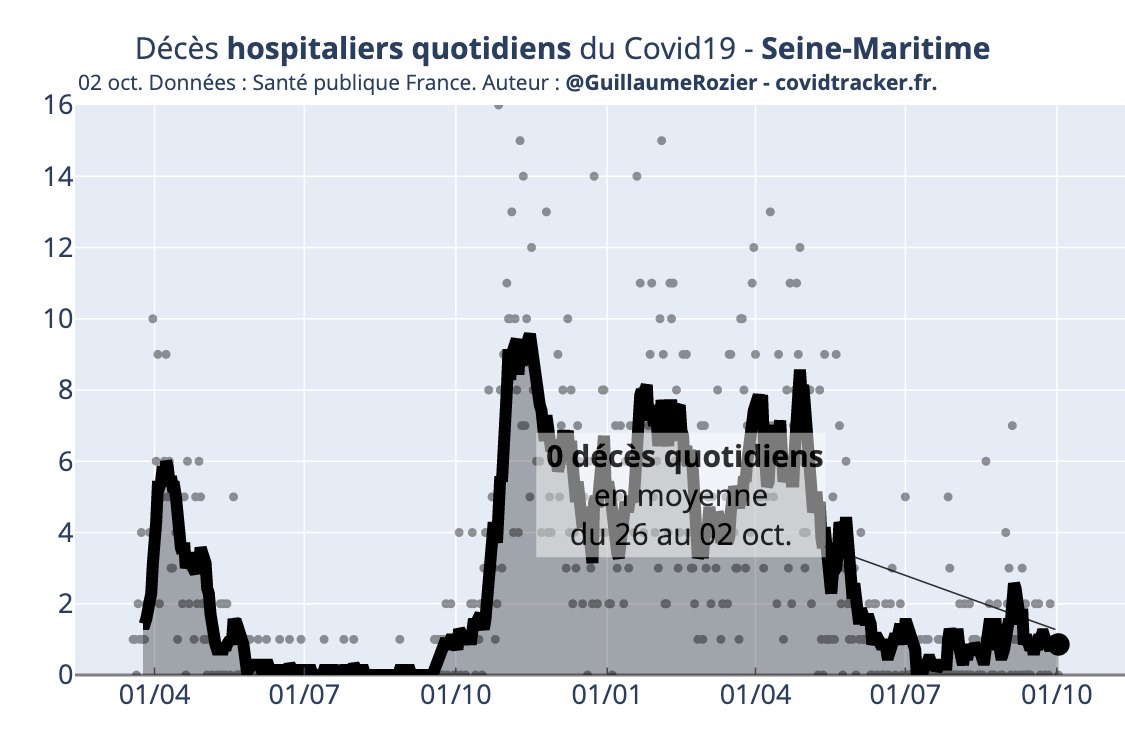 Décès hospitaliers quotidiens du Covid19 - Seine-Maritime
02 oct. Données : Santé publique France. Auteur : @GuillaumeRozier - covidtracker.fr.
16
14
12
10
8
6
4
2
0
0 décès quotidiens
en moyenne
du 26 au 02 oct.
01/04 01/07 01/10 01/01 01/04 01/07 01/10